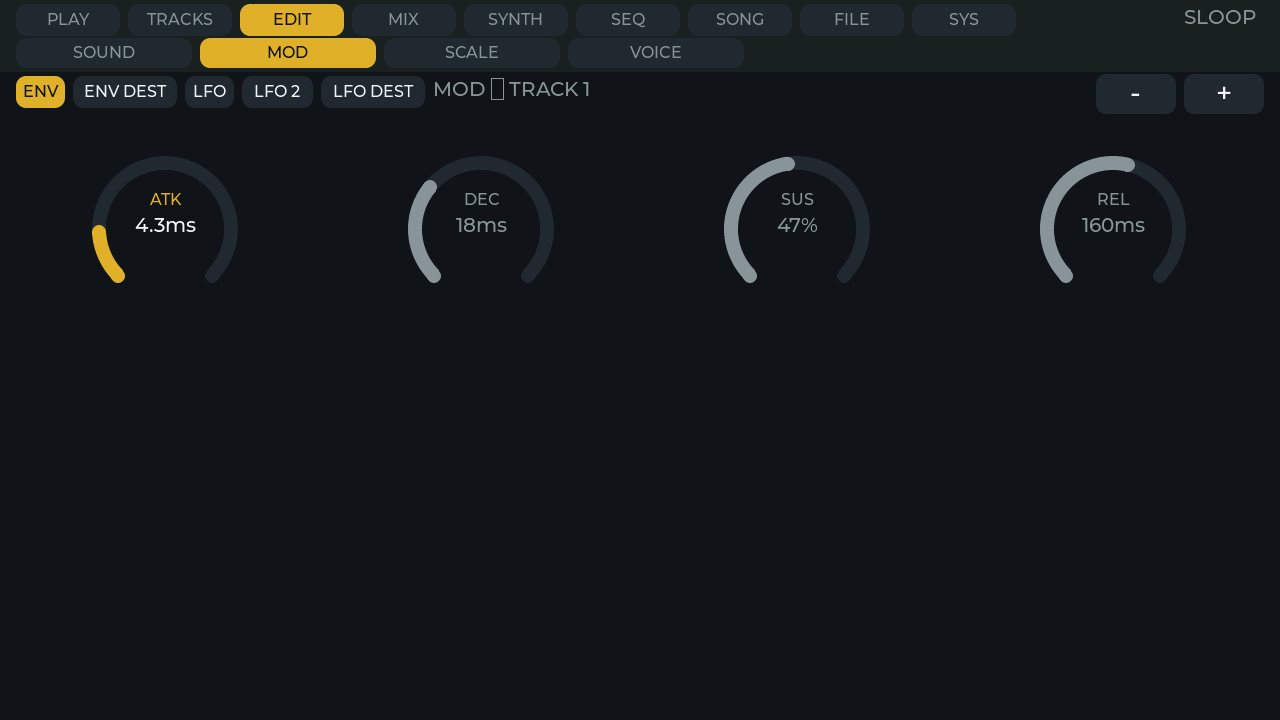 PLAY TRACKS EDIT MIX SYNTH SEQ SONG FILE SYS SLOOP
SOUND MOD SCALE VOICE
ENV ENV DEST LFO LFO 2 LFO DEST MOD TRACK 1 - +
ATK DEC SUS REL
4.3ms 18ms 47% 160ms